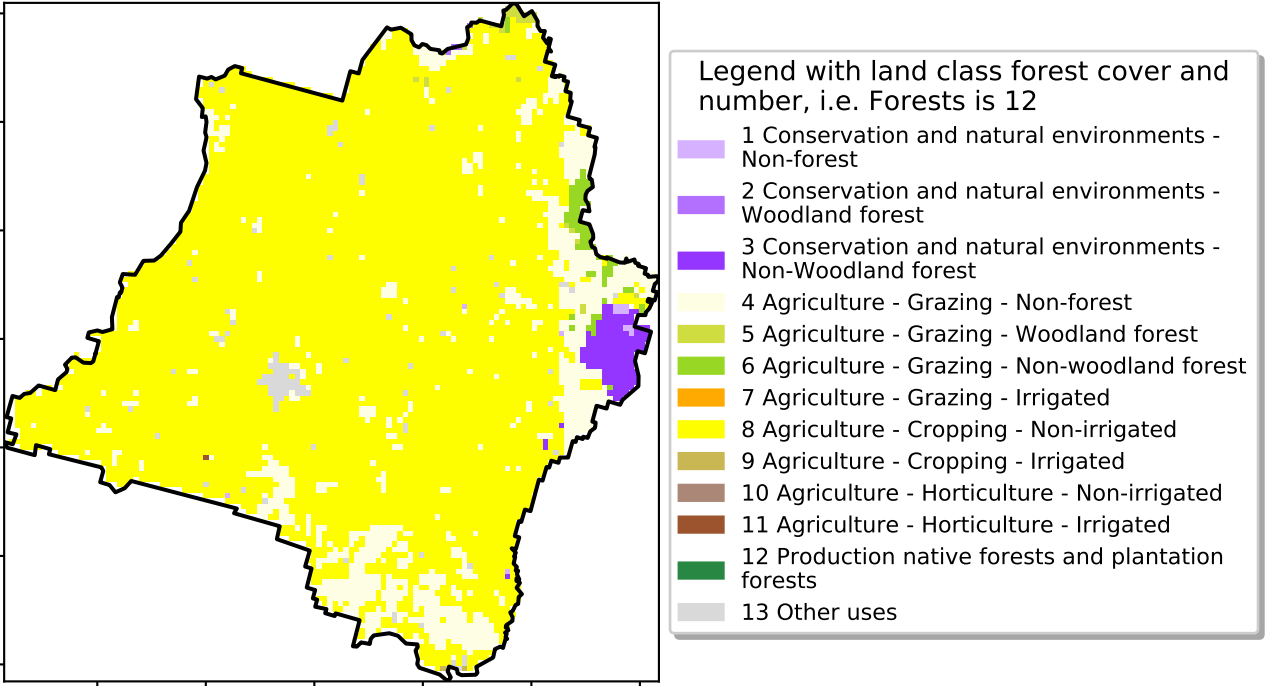 Legend with land class forest cover and
number, i.e. Forests is 12
1 Conservation and natural environments -
Non-forest
2 Conservation and natural environments -
Woodland forest
3 Conservation and natural environments -
Non-Woodland forest
4 Agriculture - Grazing - Non-forest
5 Agriculture - Grazing - Woodland forest
6 Agriculture - Grazing - Non-woodland forest
7 Agriculture - Grazing - Irrigated
8 Agriculture - Cropping - Non-irrigated
9 Agriculture - Cropping - Irrigated
10 Agriculture - Horticulture - Non-irrigated
11 Agriculture - Horticulture - Irrigated
12 Production native forests and plantation
forests
13 Other uses